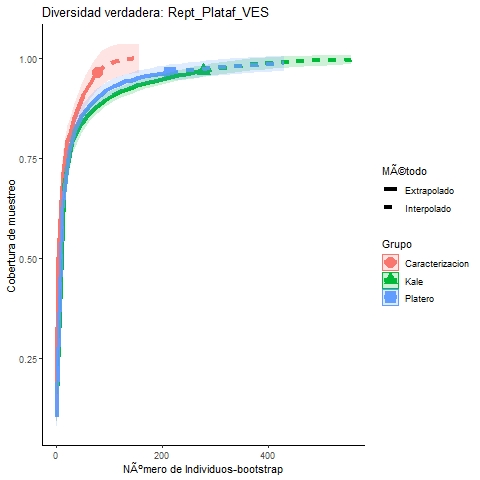 Diversidad verdadera: Rept_Plataf_VES
1.00
0.75
0.50
0.25
Cobertura de muestreo
0
200
400
NÃºmero de Individuos-bootstrap
MÃ©todo
Extrapolado
Interpolado
Grupo
Caracterizacion
Kale
Platero